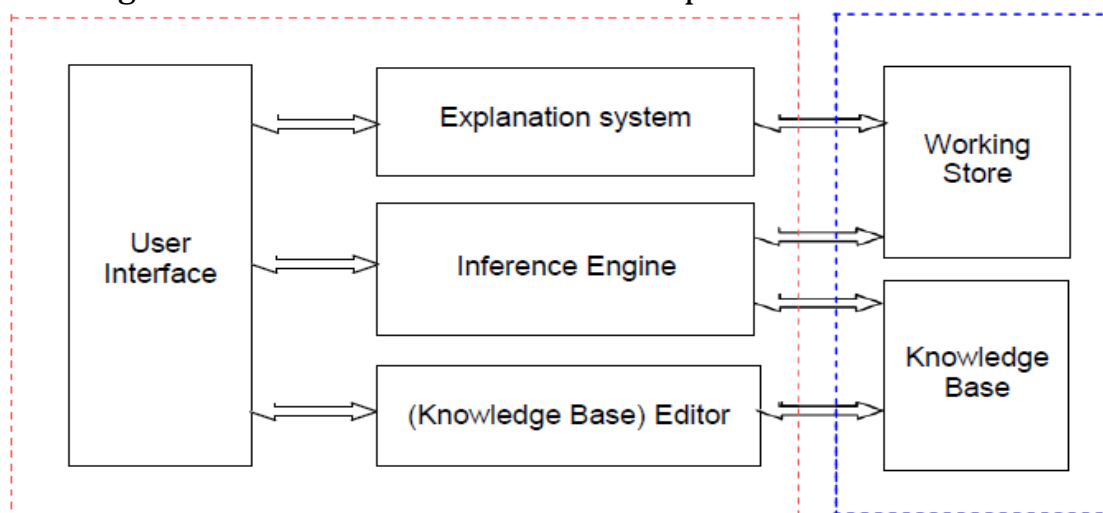 Explanation system
Working
Store
User
Interface
Inference Engine
Knowledge
Base
(Knowledge Base) Editor